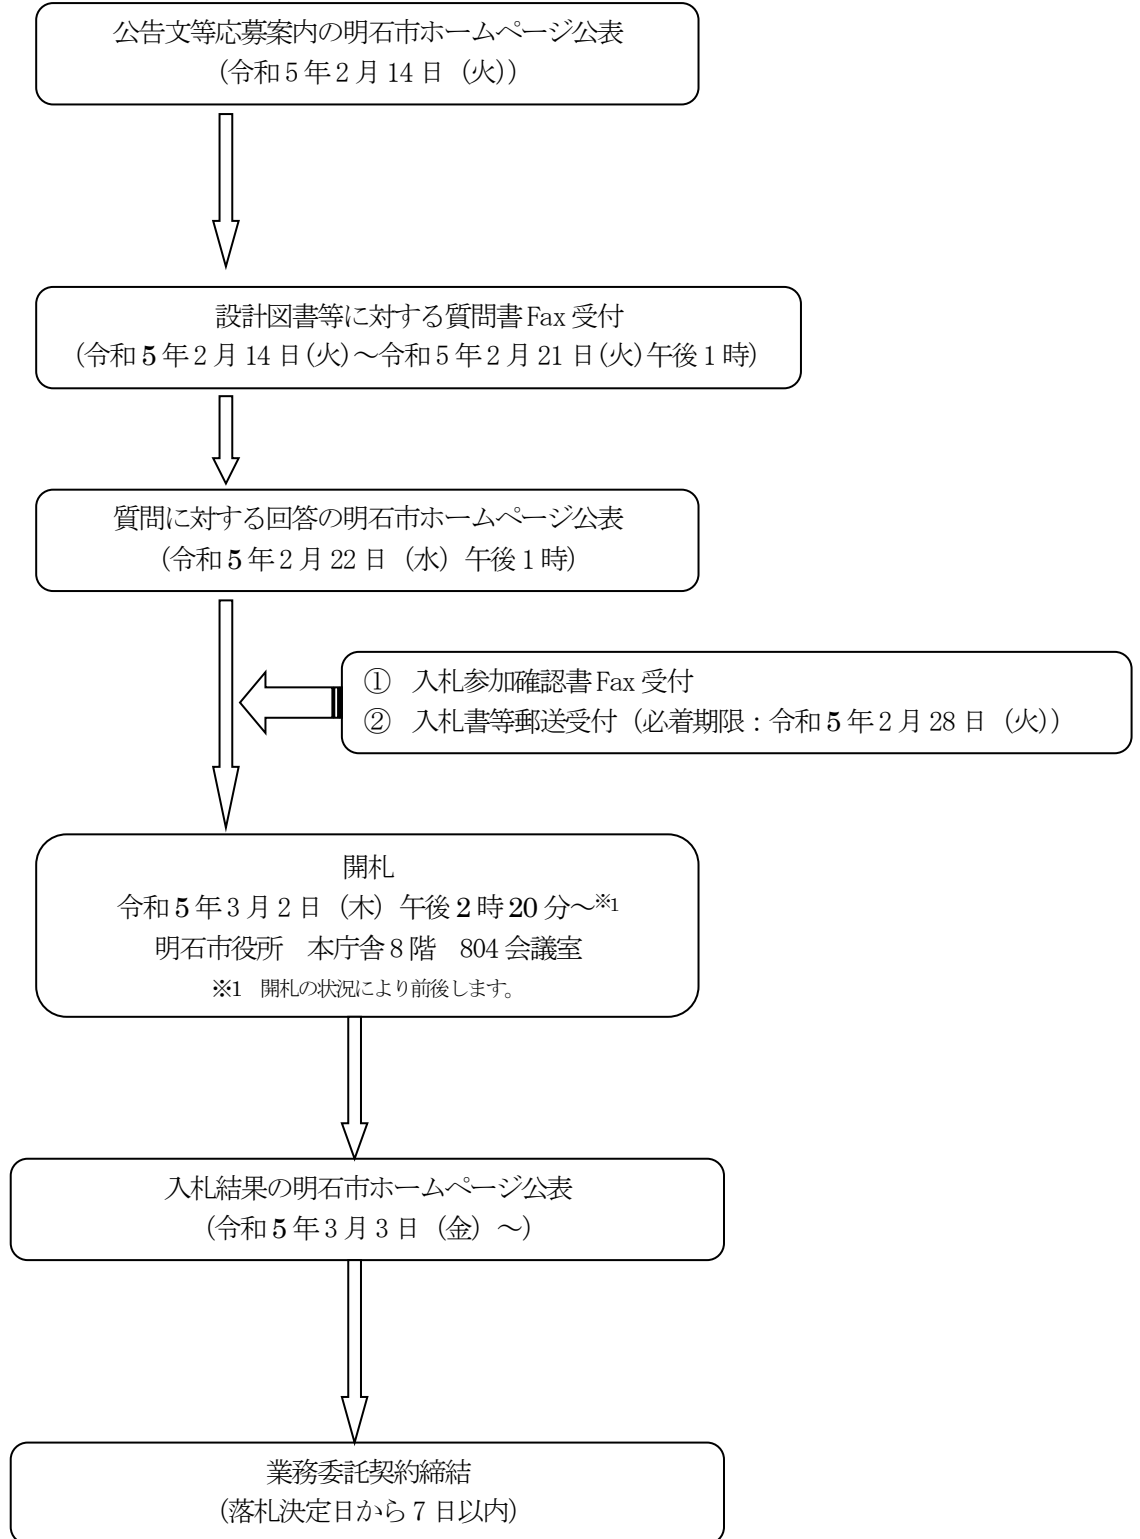 公告文等応募案内の明石市ホームページ公表
(令和5年2月14日（火）)
設計図書等に対する質問書Fax受付
(令和5年2月14日(火)～令和5年2月21日(火)午後1時)
質問に対する回答の明石市ホームページ公表
(令和5年2月22日（水）午後1時)
①　入札参加確認書Fax受付
②　入札書等郵送受付（必着期限：令和5年2月28日（火）)
開札
令和5年3月2日（木）午後2時20分～※1
明石市役所　本庁舎8階　804会議室
※1　開札の状況により前後します。
入札結果の明石市ホームページ公表
(令和5年3月3日（金）～)
業務委託契約締結
(落札決定日から7日以内)